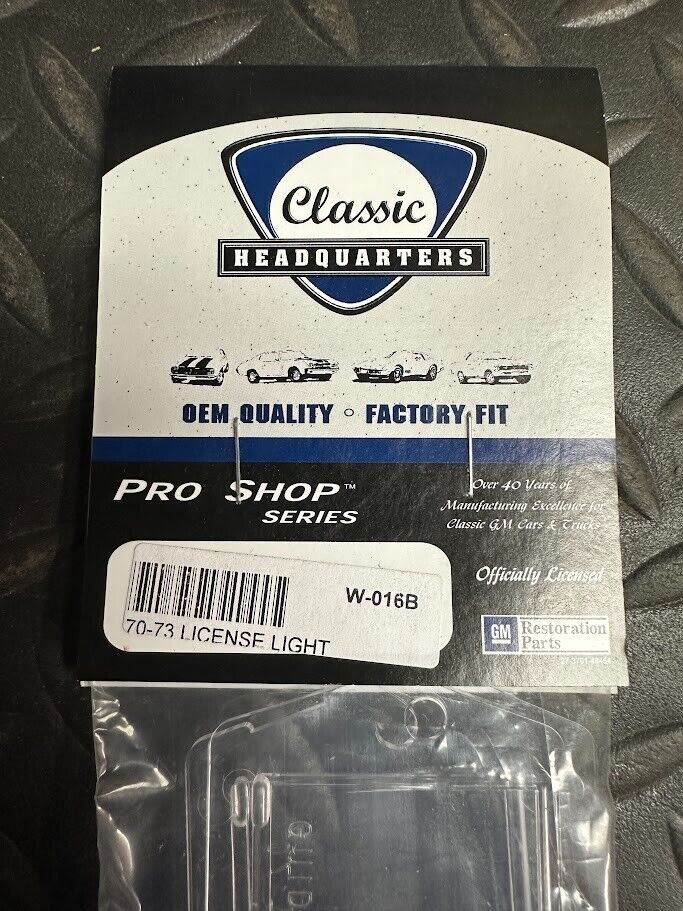 Classic
HEADQUARTERS
OEM QUALITY ○ FACTORY FIT
PRO SHOP™
SERIES
Over 40 Years of
Manufacturing Excellence for
Classic GM Cars & Trucks
Officially Licensed
W-016B
70-73 LICENSE LIGHT
GM Restoration
Parts
GUID